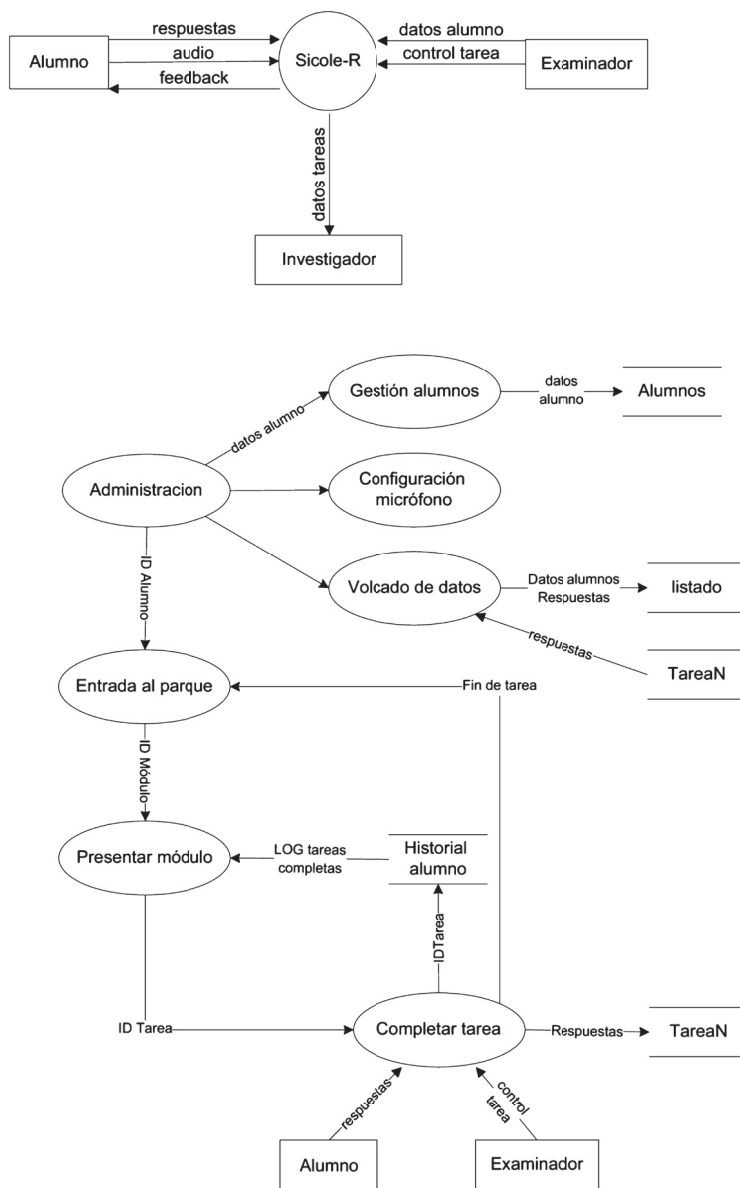 respuestas
audio
feedback
Alumno
Sicole-R
datos alumno
control tarea
Examinador
datos tareas
Investigador
Gestión alumnos
datos
alumno
Alumnos
datos alumno
Administracion
Configuración
micrófono
ID Alumno
Volcado de datos
Datos alumnos
Respuestas
listado
respuestas
TareaN
Entrada al parque
Fin de tarea
ID Módulo
Presentar módulo
LOG tareas
completas
Historial
alumno
IDTarea
ID Tarea
Completar tarea
Respuestas
TareaN
respuestas
control
tarea
Alumno
Examinador